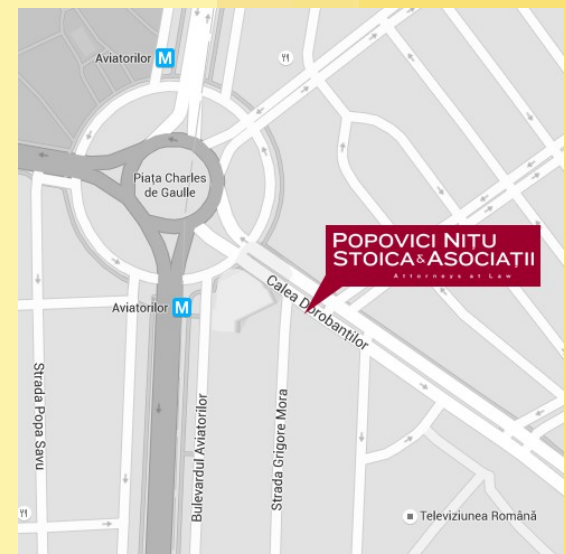 Aviatorilor M
Piața Charles
de Gaulle
POPOVICI NIȚU
STOICA & ASOCIAȚII
Attorneys at Law
Calea Dorobanților
Aviatorilor M
Strada Popa Savu
Bulevardul Aviatorilor
Strada Grigore Mora
Televiziunea Română